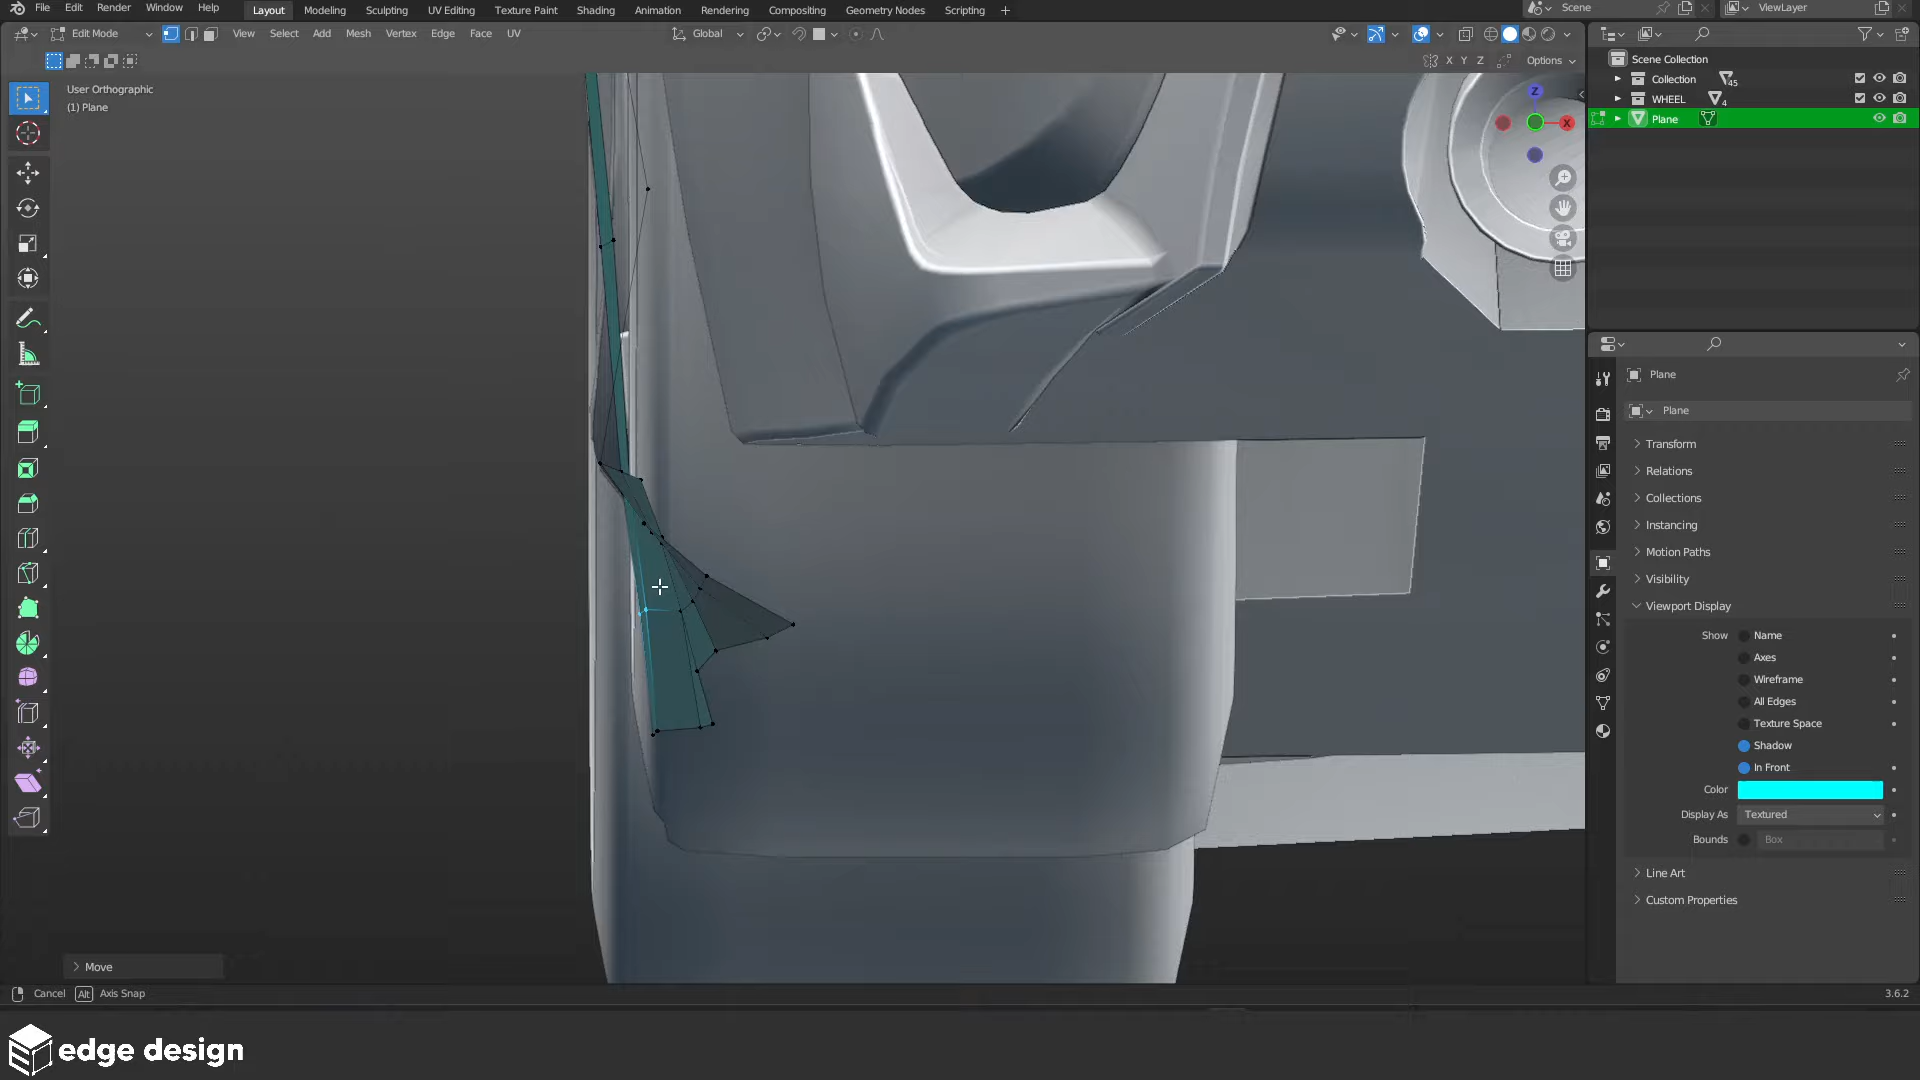 File Edit Render Window Help Layout Modeling Sculpting UV Editing Texture Paint Shading Animation Rendering Compositing Geometry Nodes Scripting + Scene ViewLayer
Edit Mode View Select Add Mesh Vertex Edge Face UV Global
X Y Z Options
User Orthographic
(1) Plane
Z
X
Scene Collection
Collection 45
WHEEL 4
Plane
Plane
Plane
Transform
Relations
Collections
Instancing
Motion Paths
Visibility
Viewport Display
Show Name
Axes
Wireframe
All Edges
Texture Space
Shadow
In Front
Color
Display As Textured
Bounds Box
Line Art
Custom Properties
Move
Cancel Alt Axis Snap 3.6.2
edge design